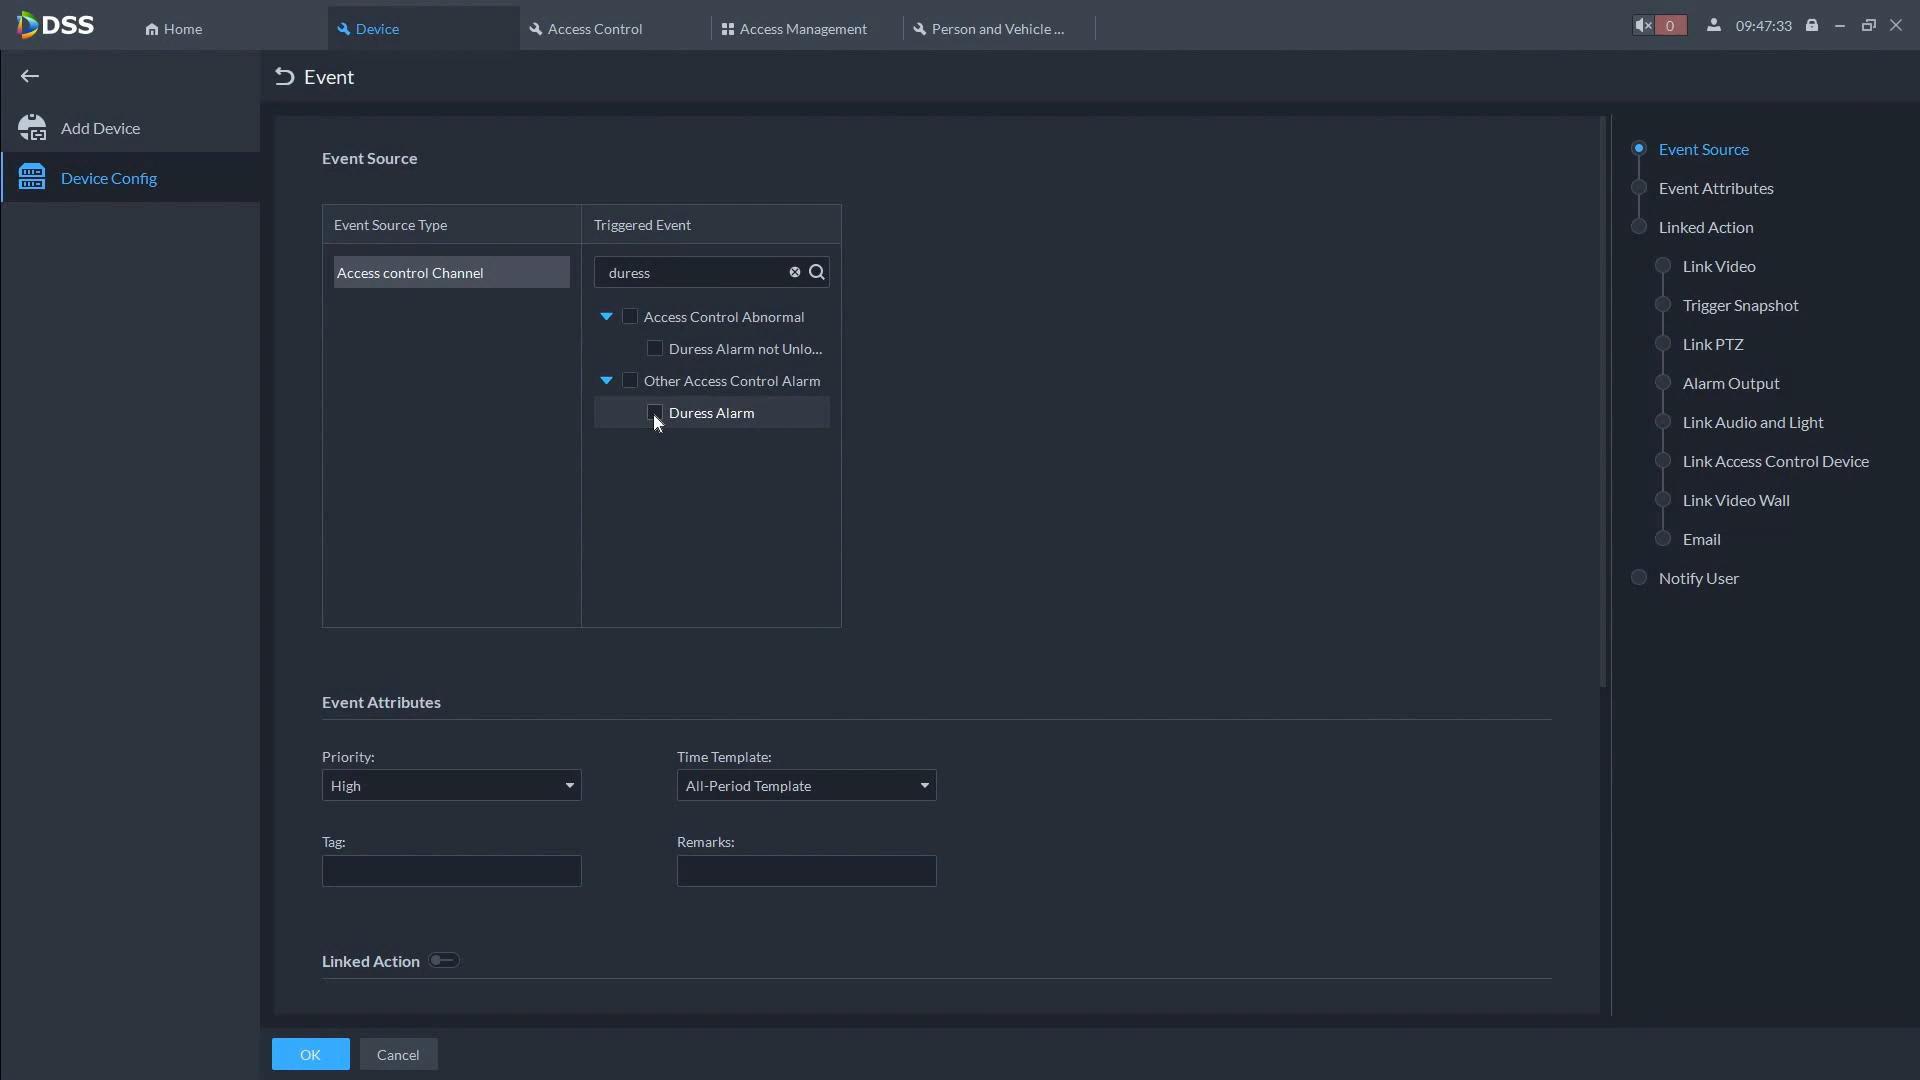 DSS
Home
Device
Access Control
Access Management
Person and Vehicle ...
0
09:47:33
Event
Add Device
Device Config
Event Source
Event Source Type
Triggered Event
Access control Channel
duress
Access Control Abnormal
Duress Alarm not Unlo...
Other Access Control Alarm
Duress Alarm
Event Attributes
Priority:
Time Template:
High
All-Period Template
Tag:
Remarks:
Linked Action
OK
Cancel
Event Source
Event Attributes
Linked Action
Link Video
Trigger Snapshot
Link PTZ
Alarm Output
Link Audio and Light
Link Access Control Device
Link Video Wall
Email
Notify User